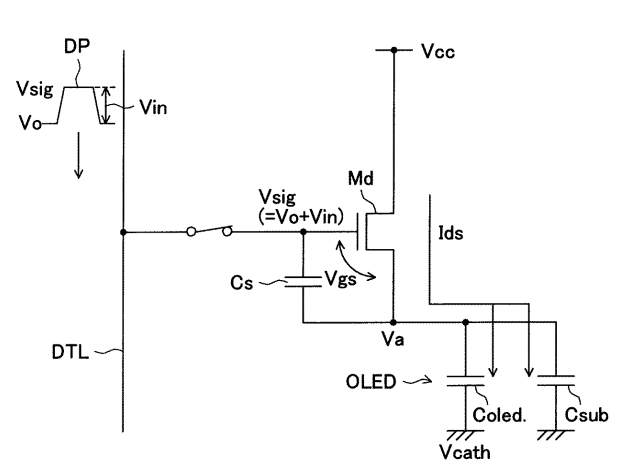 DP
Vcc
Vsig
Vin
Vo
Md
Vsig
(=Vo+Vin)
Ids
Cs
Vgs
Va
DTL
OLED
Coled.
Csub
Vcath